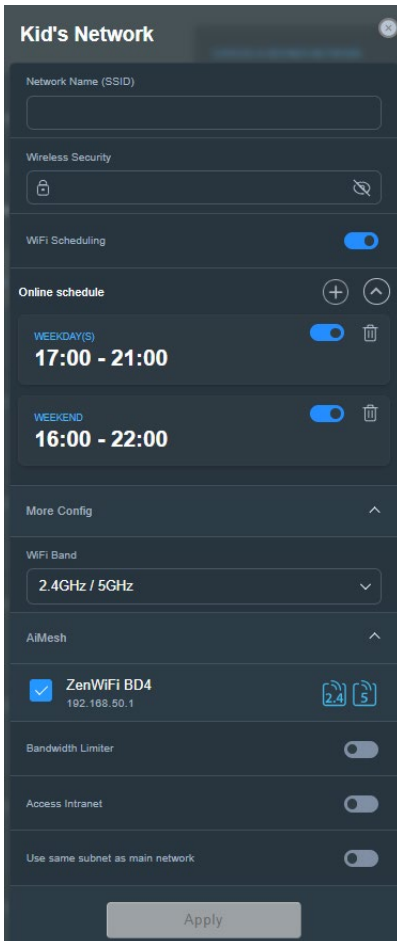 Kid's Network
Network Name (SSID)
Wireless Security
WiFi Scheduling
Online schedule
WEEKDAY(S)
17:00 - 21:00
WEEKEND
16:00 - 22:00
More Config
WiFi Band
2.4GHz / 5GHz
AiMesh
ZenWiFi BD4
192.168.50.1
2.4 5
Bandwidth Limiter
Access Intranet
Use same subnet as main network
Apply